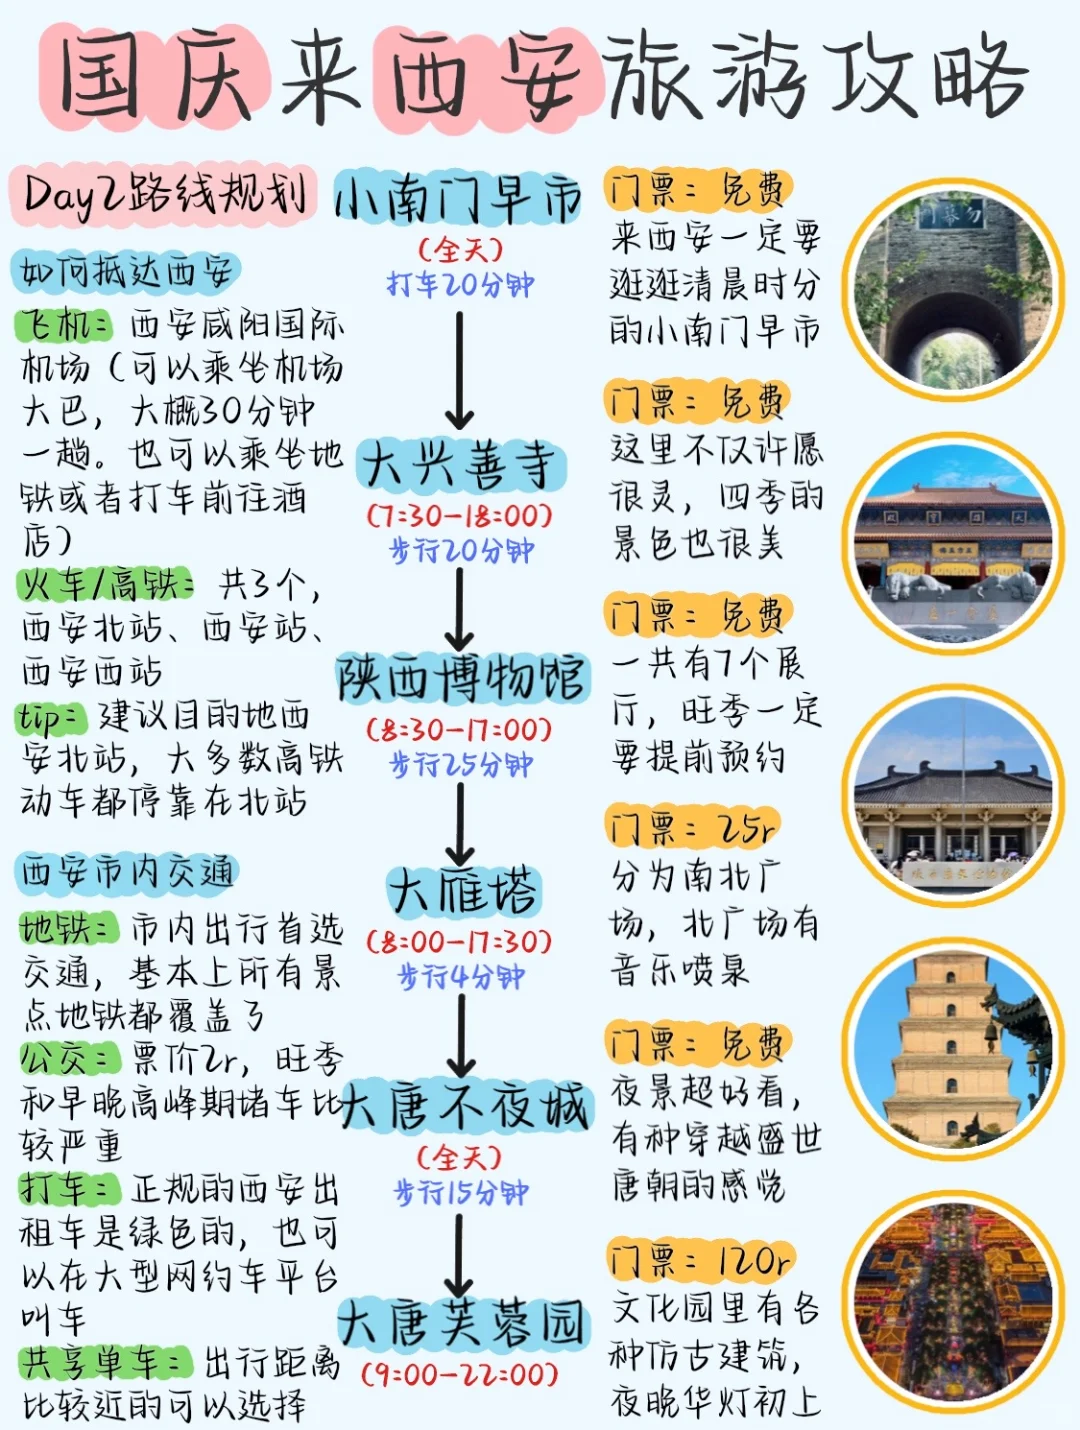 国庆来西安旅游攻略
Day2路线规划
如何抵达西安
飞机：西安咸阳国际
机场（可以乘坐机场
大巴，大概30分钟
一趟。也可以乘坐地
铁或者打车前往酒
店）
火车/高铁：共3个，
西安北站、西安站、
西安西站
tip：建议目的地西
安北站，大多数高铁
动车都停靠在北站
西安市内交通
地铁：市内出行首选
交通，基本上所有景
点地铁都覆盖了
公交：票价2r，旺季
和早晚高峰期堵车比
较严重
打车：正规的西安出
租车是绿色的，也可
以在大型网约车平台
叫车
共享单车：出行距离
比较近的可以选择
小南门早市
（全天）
打车20分钟
大兴善寺
（7:30-18:00）
步行20分钟
陕西博物馆
（8:30-17:00）
步行25分钟
大雁塔
（8:00-17:30）
步行4分钟
大唐不夜城
（全天）
步行15分钟
大唐芙蓉园
（9:00-22:00）
门票：免费
来西安一定要
逛逛清晨时分
的小南门早市
门票：免费
这里不仅许愿
很灵，四季的
景色也很美
门票：免费
一共有7个展
厅，旺季一定
要提前预约
门票：25r
分为南北广
场，北广场有
音乐喷泉
门票：免费
夜景超好看，
有种穿越盛世
唐朝的感觉
门票：120r
文化园里有各
种仿古建筑，
夜晚华灯初上
门幕勿
殿寶雄大